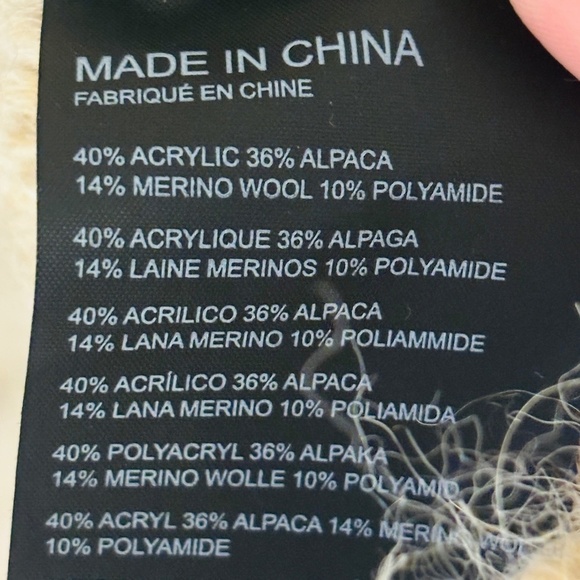 MADE IN CHINA
FABRIQUÉ EN CHINE
40% ACRYLIC 36% ALPACA
14% MERINO WOOL 10% POLYAMIDE
40% ACRYLIQUE 36% ALPAGA
14% LAINE MERINOS 10% POLYAMIDE
40% ACRILICO 36% ALPACA
14% LANA MERINO 10% POLIAMMIDE
40% ACRÍLICO 36% ALPACA
14% LANA MERINO 10% POLIAMIDA
40% POLYACRYL 36% ALPAKA
14% MERINO WOLLE 10% POLYAMID
40% ACRYL 36% ALPACA 14% MERINO
10% POLYAMIDE